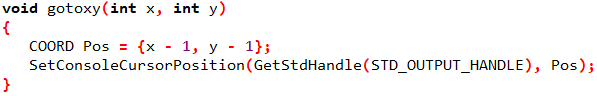 void gotoxy(int x, int y)
{
    COORD Pos = {x - 1, y - 1};
    SetConsoleCursorPosition(GetStdHandle(STD_OUTPUT_HANDLE), Pos);
}